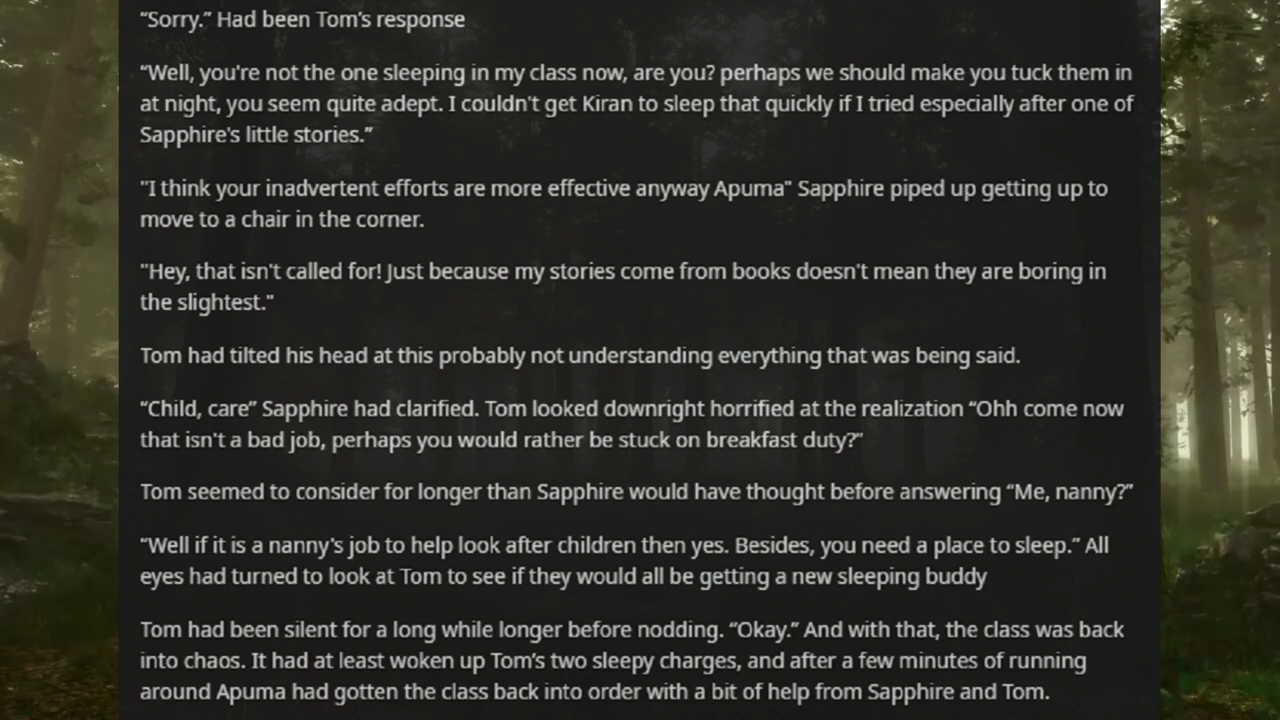 “Sorry.” Had been Tom’s response
“Well, you're not the one sleeping in my class now, are you? perhaps we should make you tuck them in
at night, you seem quite adept. I couldn't get Kiran to sleep that quickly if I tried especially after one of
Sapphire's little stories.”
"I think your inadvertent efforts are more effective anyway Apuma" Sapphire piped up getting up to
move to a chair in the corner.
"Hey, that isn't called for! Just because my stories come from books doesn't mean they are boring in
the slightest."
Tom had tilted his head at this probably not understanding everything that was being said.
“Child, care” Sapphire had clarified. Tom looked downright horrified at the realization “Ohh come now
that isn't a bad job, perhaps you would rather be stuck on breakfast duty?”
Tom seemed to consider for longer than Sapphire would have thought before answering “Me, nanny?”
“Well if it is a nanny's job to help look after children then yes. Besides, you need a place to sleep.” All
eyes had turned to look at Tom to see if they would all be getting a new sleeping buddy
Tom had been silent for a long while longer before nodding. “Okay.” And with that, the class was back
into chaos. It had at least woken up Tom’s two sleepy charges, and after a few minutes of running
around Apuma had gotten the class back into order with a bit of help from Sapphire and Tom.